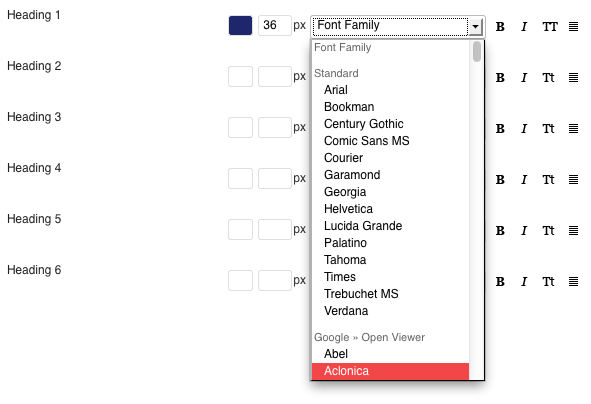 Heading 1 36 px Font Family B I TT
Font Family
Heading 2 px Standard B I Tt
Arial
Bookman
Heading 3 px Century Gothic B I Tt
Comic Sans MS
Courier
Heading 4 px Garamond B I Tt
Georgia
Helvetica
Heading 5 px Lucida Grande B I Tt
Palatino
Tahoma
Heading 6 px Times B I Tt
Trebuchet MS
Verdana
Google » Open Viewer
Abel
Aclonica